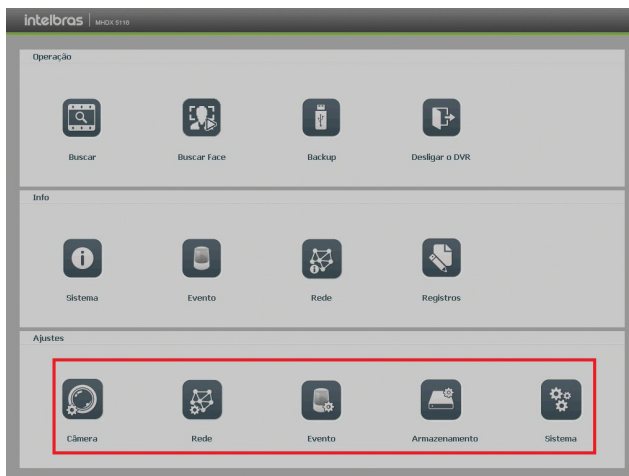 intelbras | MHDX 5116
Operação
Buscar Buscar Face Backup Desligar o DVR
Info
Sistema Evento Rede Registros
Ajustes
Câmera Rede Evento Armazenamento Sistema